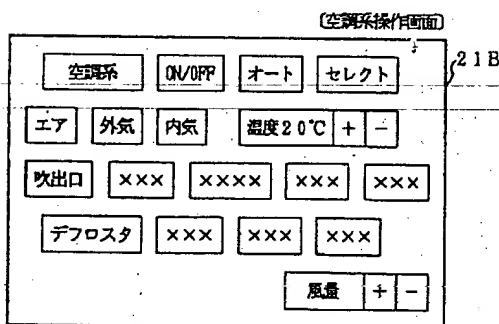 〔空調系操作画面〕
21B
空調系 ON/OFF オート セレクト
エア 外気 内気 温度20℃ + −
吹出口 ××× ×××× ××× ×××
デフロスタ ××× ××× ×××
風量 + −